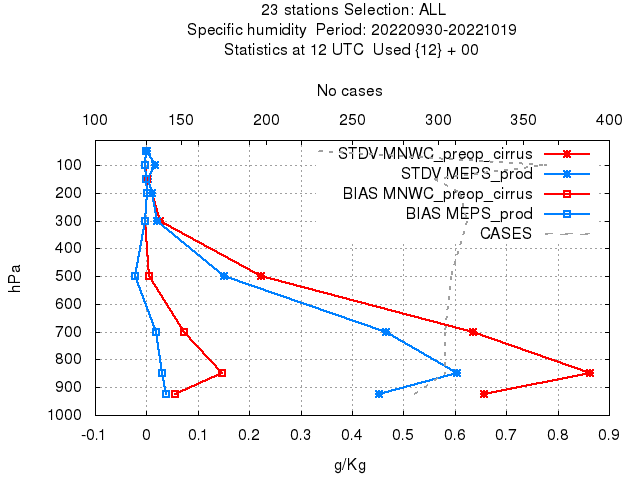 23 stations Selection: ALL
Specific humidity  Period: 20220930-20221019
Statistics at 12 UTC  Used {12} + 00
No cases
100 150 200 250 300 350 400
STDV MNWC_preop_cirrus
STDV MEPS_prod
BIAS MNWC_preop_cirrus
BIAS MEPS_prod
CASES
hPa
100
200
300
400
500
600
700
800
900
1000
-0.1 0 0.1 0.2 0.3 0.4 0.5 0.6 0.7 0.8 0.9
g/Kg